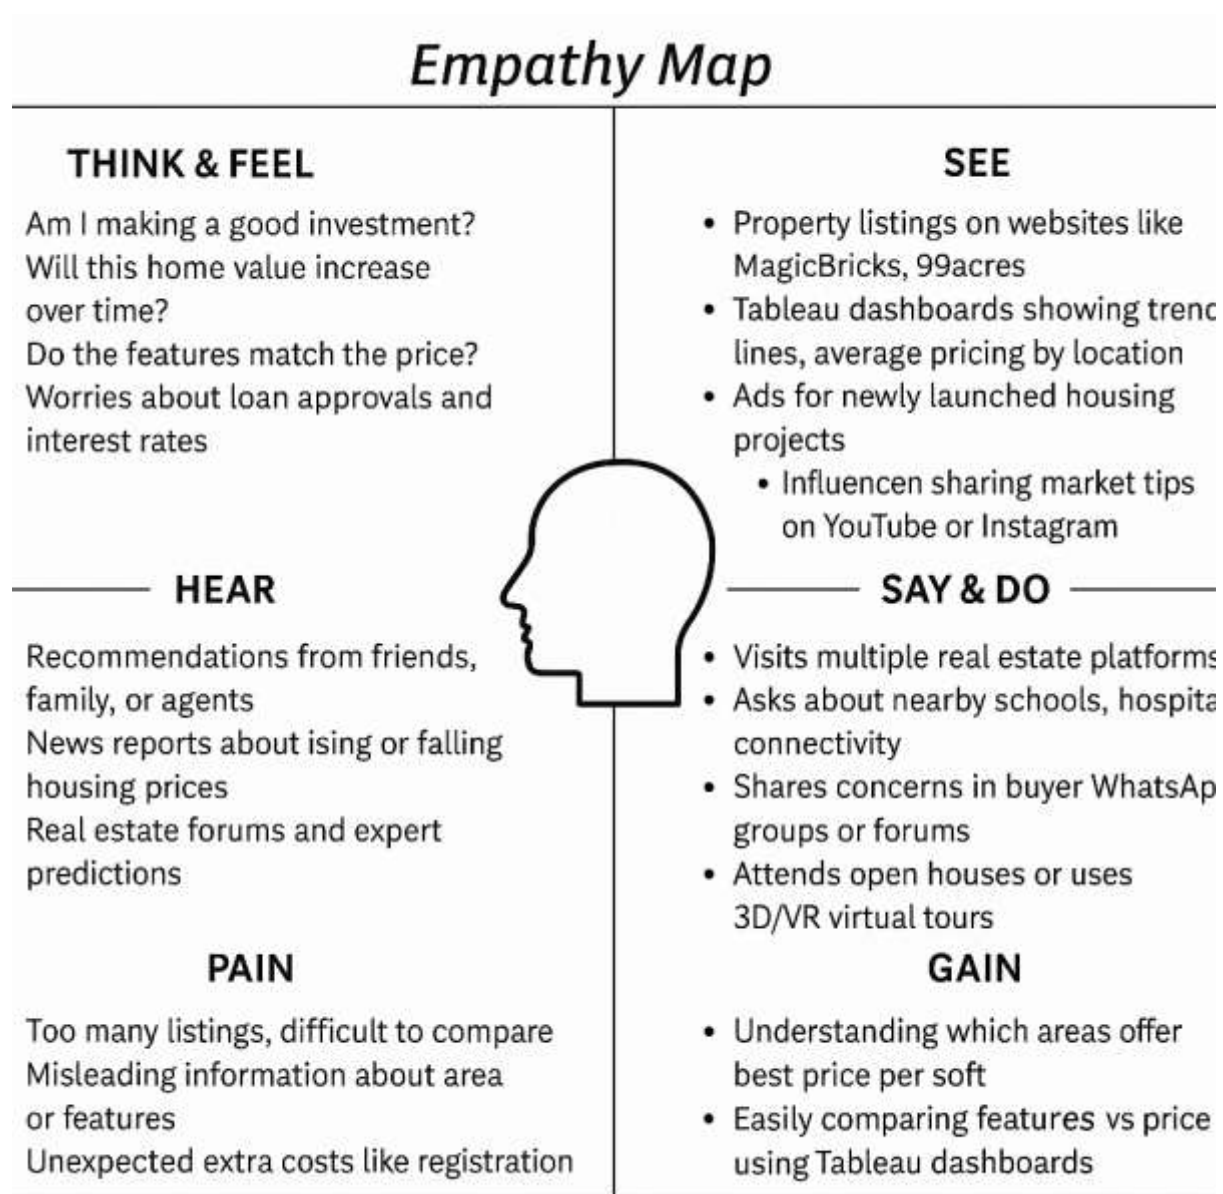 Empathy Map
THINK & FEEL
Am I making a good investment?
Will this home value increase
over time?
Do the features match the price?
Worries about loan approvals and
interest rates
SEE
• Property listings on websites like
MagicBricks, 99acres
• Tableau dashboards showing trend
lines, average pricing by location
• Ads for newly launched housing
projects
• Influencen sharing market tips
on YouTube or Instagram
HEAR
Recommendations from friends,
family, or agents
News reports about ising or falling
housing prices
Real estate forums and expert
predictions
SAY & DO
• Visits multiple real estate platforms
• Asks about nearby schools, hospita
connectivity
• Shares concerns in buyer WhatsAp
groups or forums
• Attends open houses or uses
3D/VR virtual tours
PAIN
Too many listings, difficult to compare
Misleading information about area
or features
Unexpected extra costs like registration
GAIN
• Understanding which areas offer
best price per soft
• Easily comparing features vs price
using Tableau dashboards